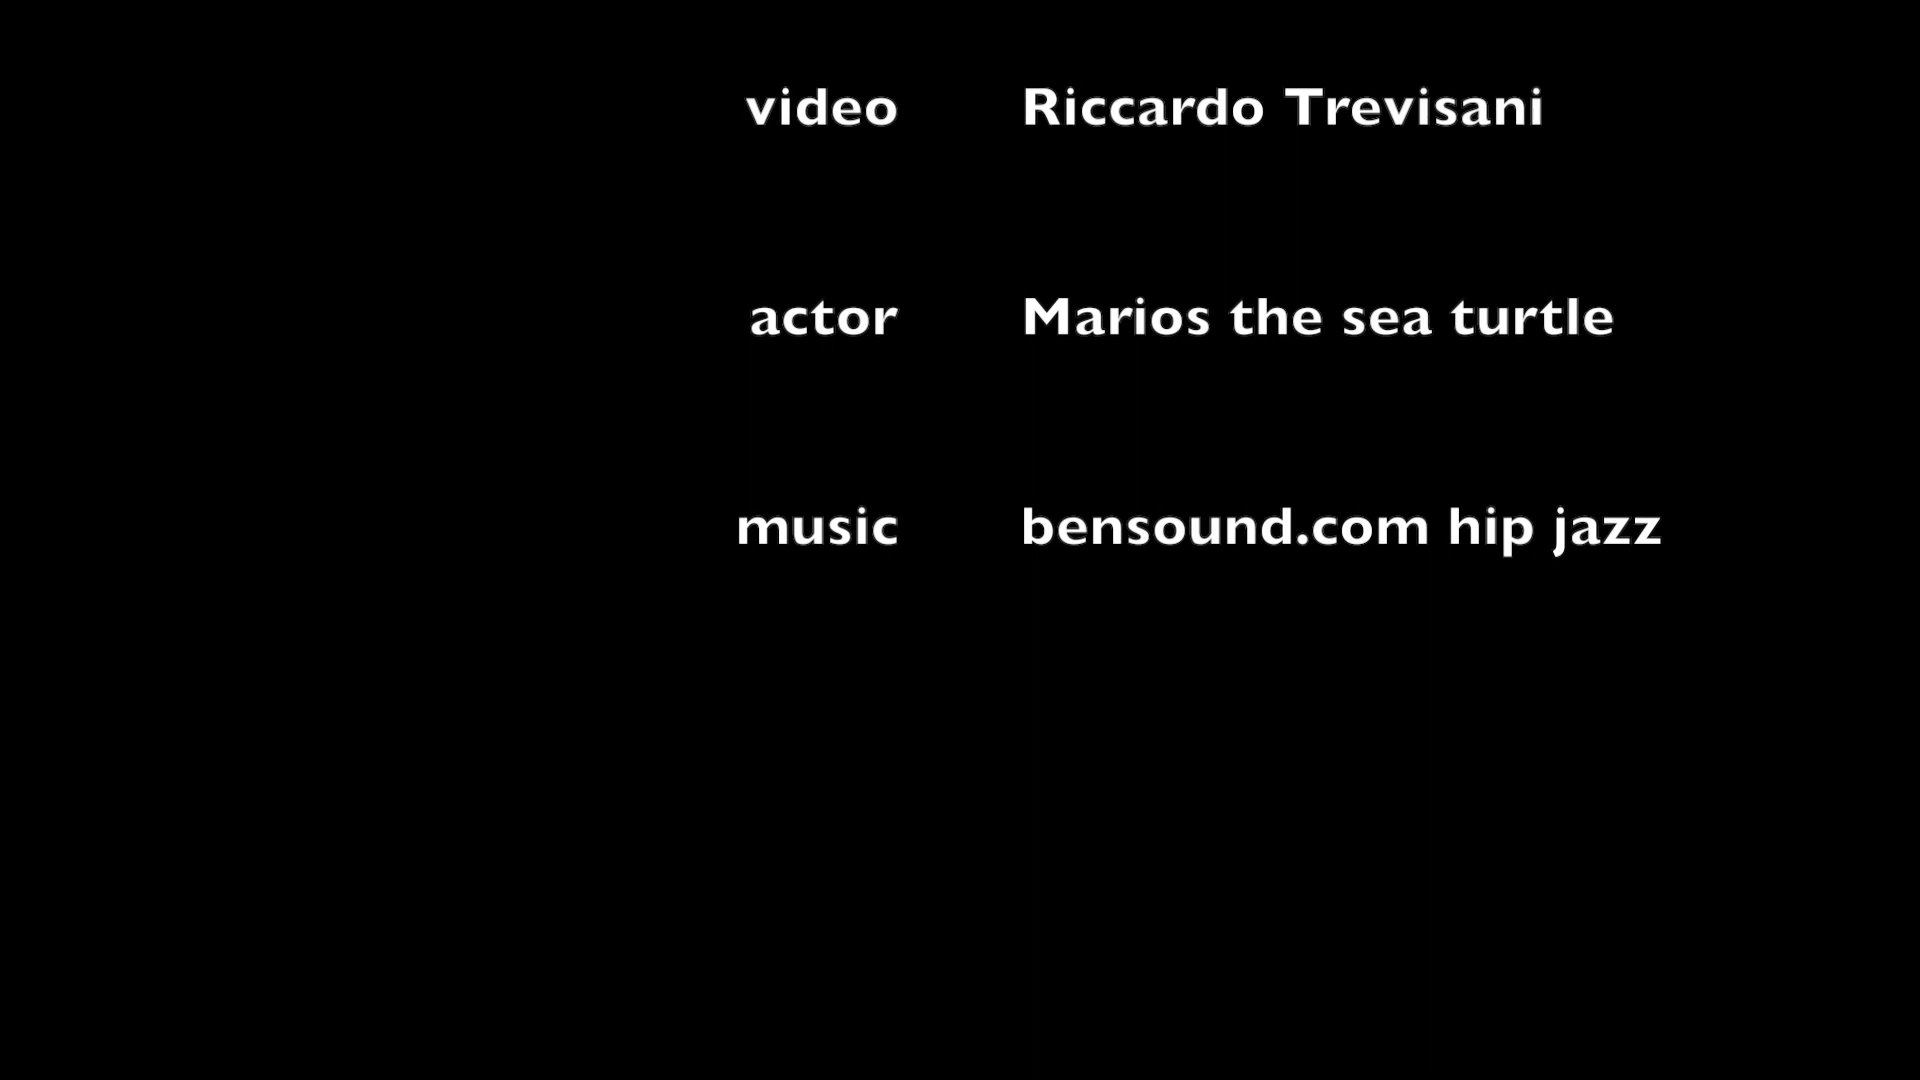 video Riccardo Trevisani
actor Marios the sea turtle
music bensound.com hip jazz